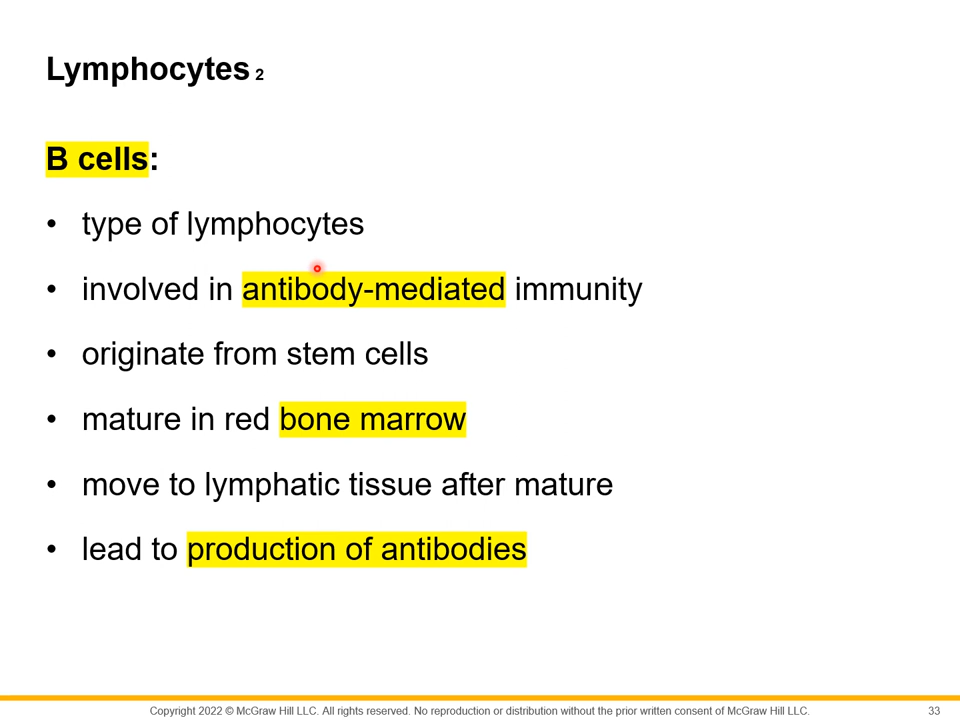 Lymphocytes 2
B cells:
• type of lymphocytes
• involved in antibody-mediated immunity
• originate from stem cells
• mature in red bone marrow
• move to lymphatic tissue after mature
• lead to production of antibodies
Copyright 2022 © McGraw Hill LLC. All rights reserved. No reproduction or distribution without the prior written consent of McGraw Hill LLC. 33